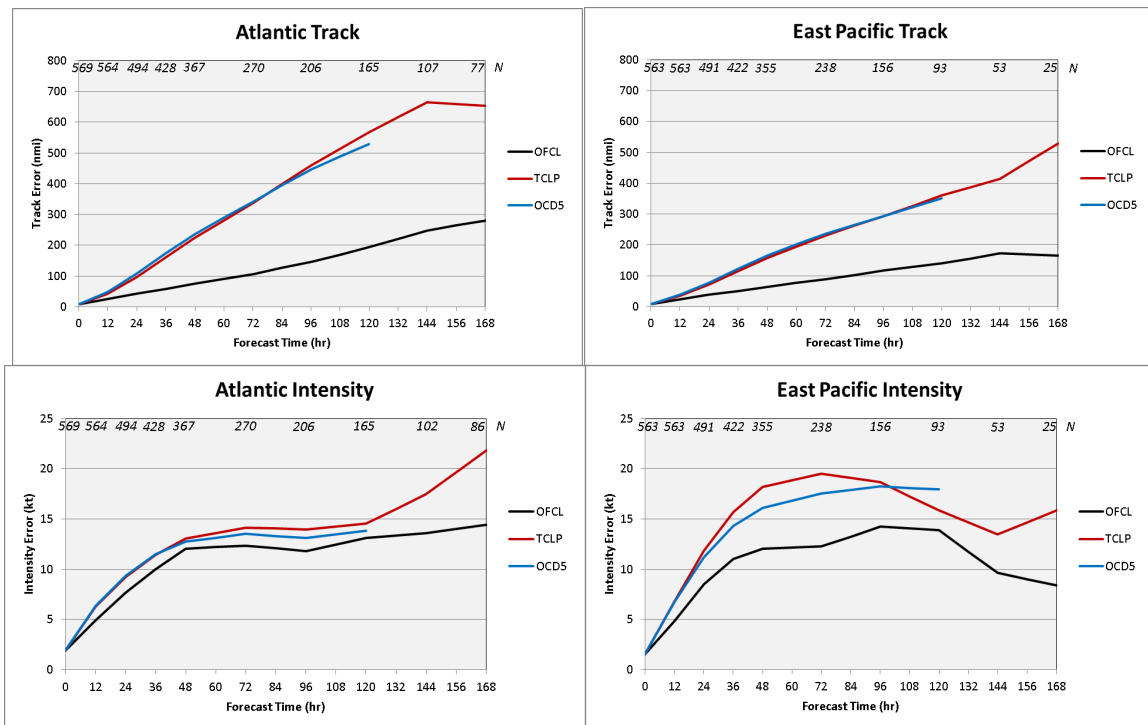 Atlantic Track
800
700
600
500
400
300
200
100
0
Track Error (nmi)
569 564 494 428 367 270 206 165 107 77 N
0 12 24 36 48 60 72 84 96 108 120 132 144 156 168
Forecast Time (hr)
OFCL
TCLP
OCD5
East Pacific Track
800
700
600
500
400
300
200
100
0
Track Error (nmi)
563 563 491 422 355 238 156 93 53 25 N
0 12 24 36 48 60 72 84 96 108 120 132 144 156 168
Forecast Time (hr)
OFCL
TCLP
OCD5
Atlantic Intensity
25
20
15
10
5
0
Intensity Error (kt)
569 564 494 428 367 270 206 165 102 86 N
0 12 24 36 48 60 72 84 96 108 120 132 144 156 168
Forecast Time (hr)
OFCL
TCLP
OCD5
East Pacific Intensity
25
20
15
10
5
0
Intensity Error (kt)
563 563 491 422 355 238 156 93 53 25 N
0 12 24 36 48 60 72 84 96 108 120 132 144 156 168
Forecast Time (hr)
OFCL
TCLP
OCD5